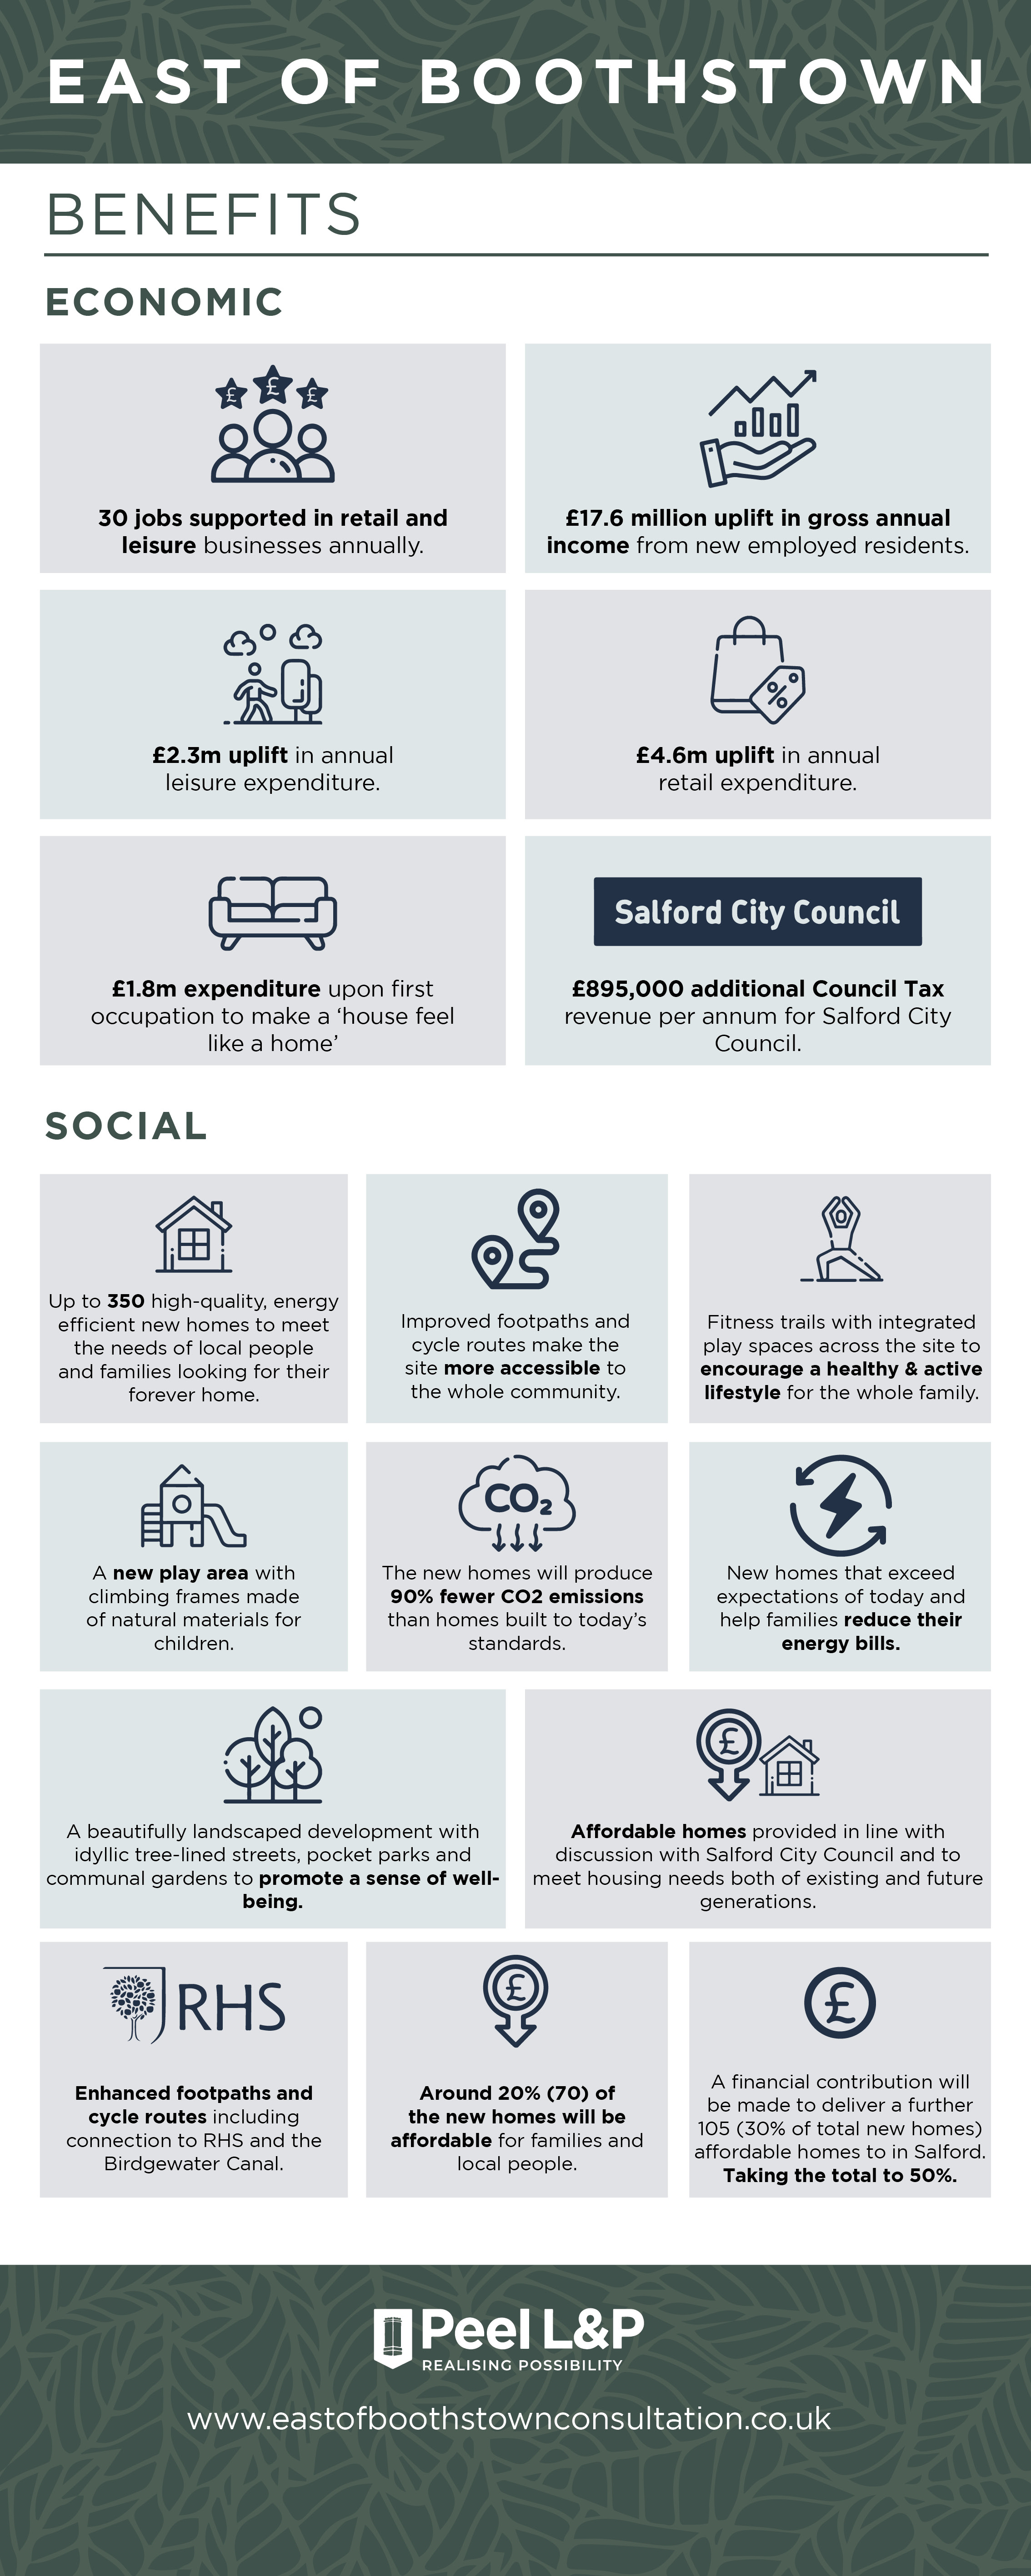 EAST OF BOOTHSTOWN
BENEFITS
ECONOMIC
£ £ £
30 jobs supported in retail and
leisure businesses annually.
£17.6 million uplift in gross annual
income from new employed residents.
£2.3m uplift in annual
leisure expenditure.
%
£4.6m uplift in annual
retail expenditure.
£1.8m expenditure upon first
occupation to make a ‘house feel
like a home’
Salford City Council
£895,000 additional Council Tax
revenue per annum for Salford City
Council.
SOCIAL
Up to 350 high-quality, energy
efficient new homes to meet
the needs of local people
and families looking for their
forever home.
Improved footpaths and
cycle routes make the
site more accessible to
the whole community.
Fitness trails with integrated
play spaces across the site to
encourage a healthy & active
lifestyle for the whole family.
A new play area with
climbing frames made
of natural materials for
children.
CO₂
The new homes will produce
90% fewer CO2 emissions
than homes built to today’s
standards.
New homes that exceed
expectations of today and
help families reduce their
energy bills.
A beautifully landscaped development with
idyllic tree-lined streets, pocket parks and
communal gardens to promote a sense of well-
being.
£
Affordable homes provided in line with
discussion with Salford City Council and to
meet housing needs both of existing and future
generations.
RHS
Enhanced footpaths and
cycle routes including
connection to RHS and the
Birdgewater Canal.
£
Around 20% (70) of
the new homes will be
affordable for families and
local people.
£
A financial contribution will
be made to deliver a further
105 (30% of total new homes)
affordable homes to in Salford.
Taking the total to 50%.
Peel L&P
REALISING POSSIBILITY
www.eastofboothstownconsultation.co.uk